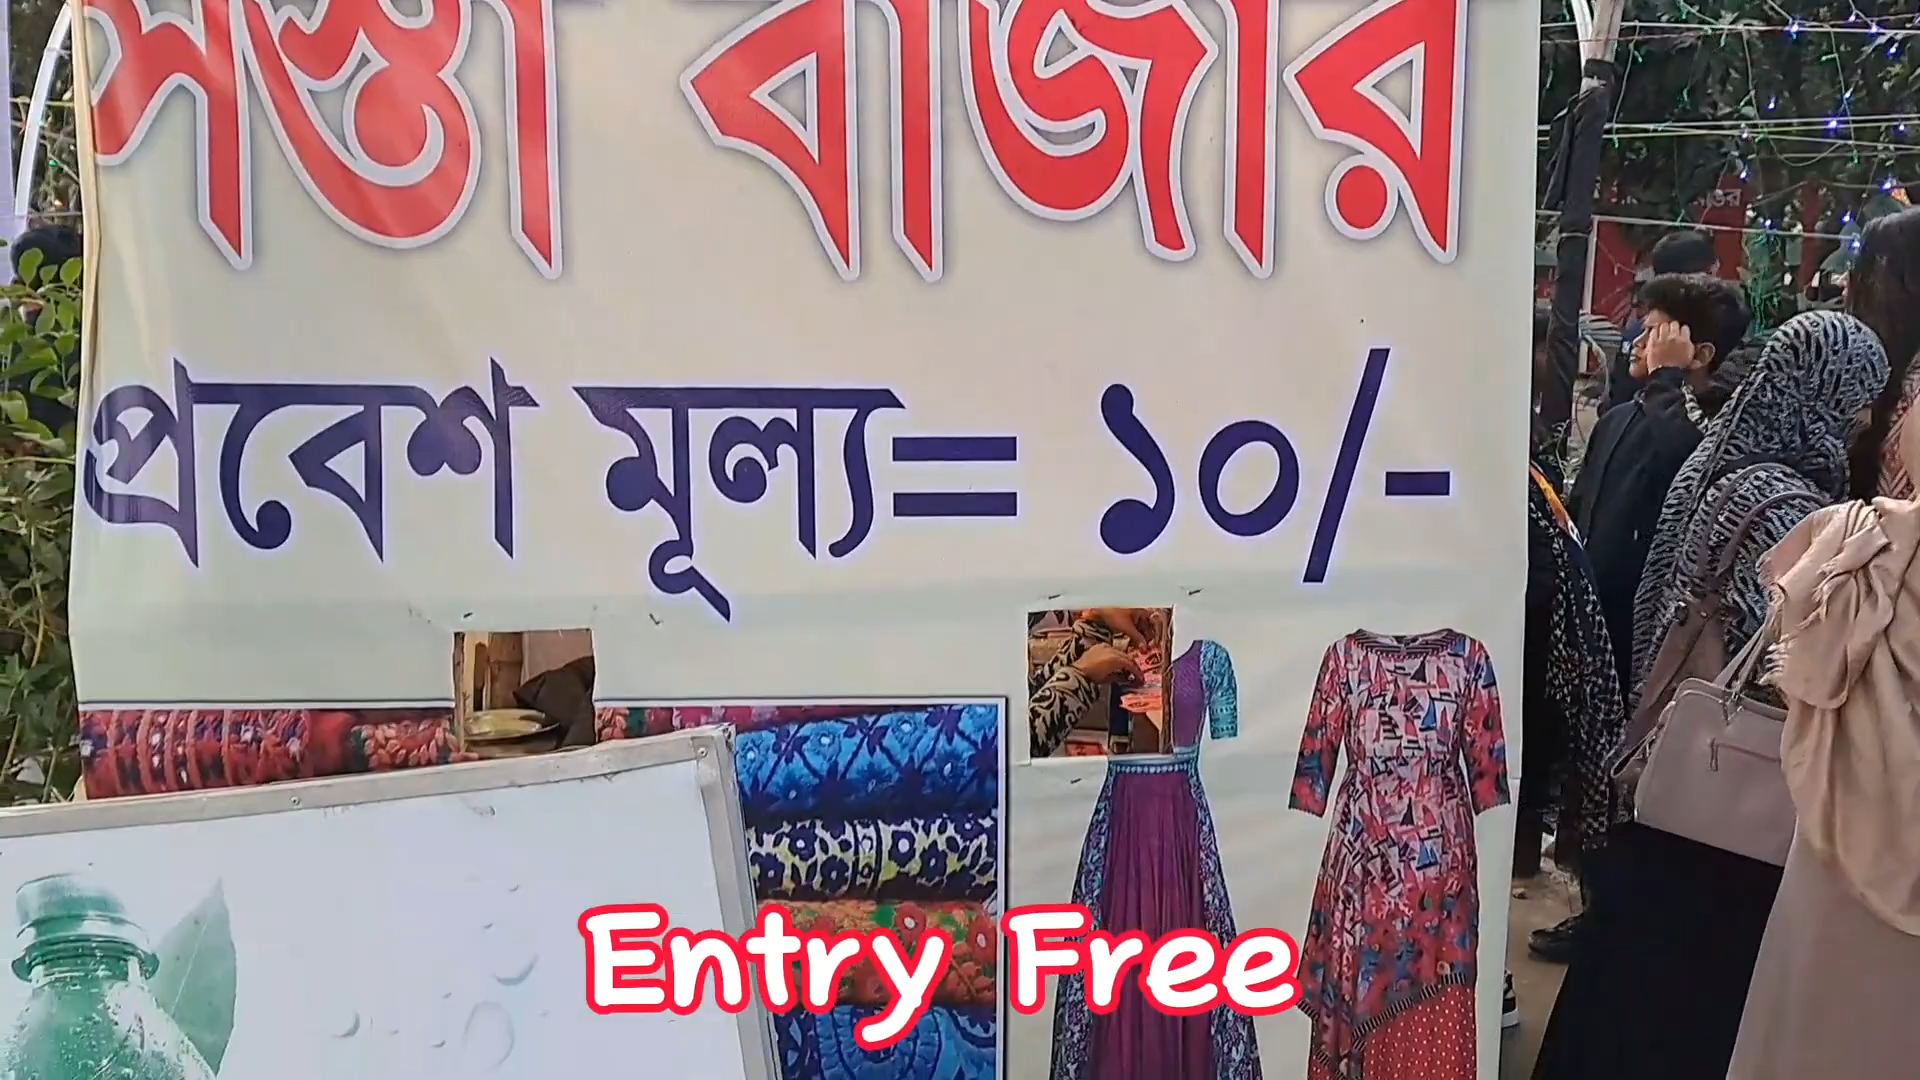 সস্তা বাজার
প্রবেশ মূল্য= ১০/-
Entry Free